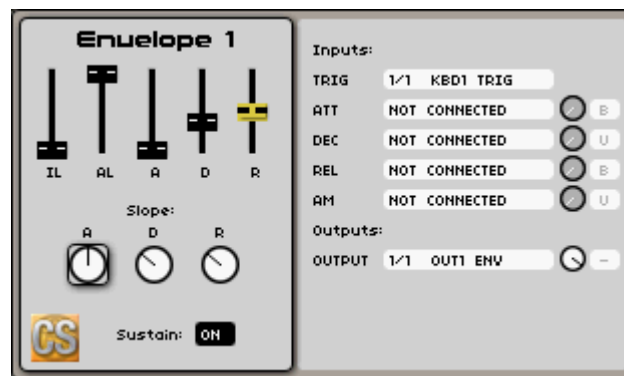 Envelope 1
IL AL A D R
Slope:
A D R
CS
Sustain: ON
Inputs:
TRIG 1/1 KBD1 TRIG
ATT NOT CONNECTED B
DEC NOT CONNECTED U
REL NOT CONNECTED B
AM NOT CONNECTED U
Outputs:
OUTPUT 1/1 OUT1 ENV -